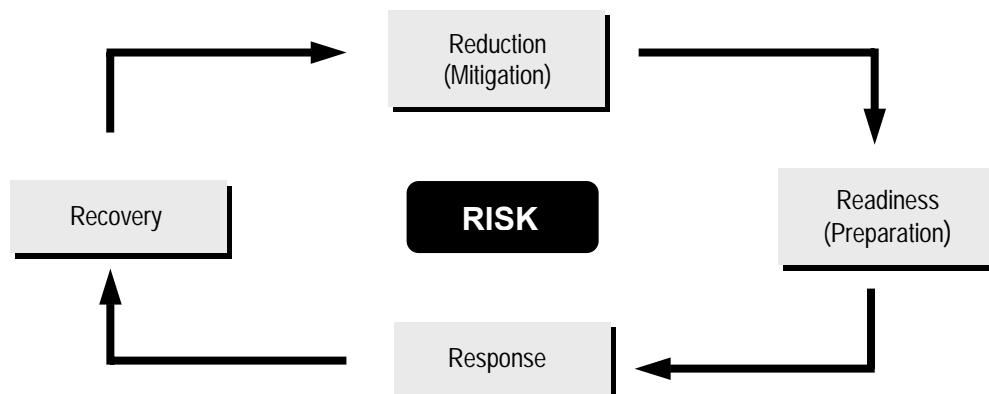 Reduction
(Mitigation)
Recovery
RISK
Readiness
(Preparation)
Response